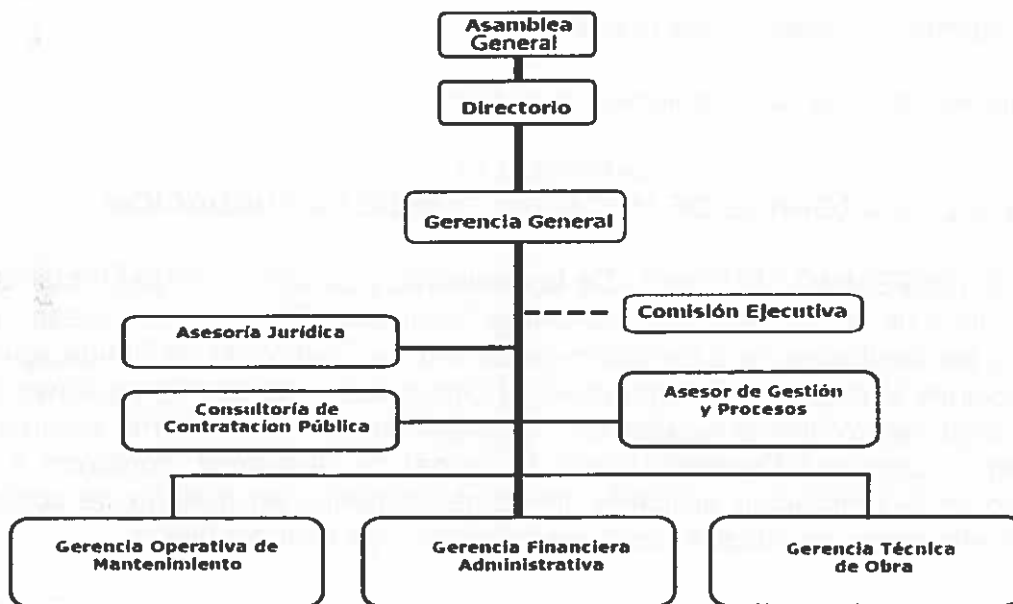 Asamblea
General
Directorio
Gerencia General
Comisión Ejecutiva
Asesoría Jurídica
Consultoría de
Contratacion Pública
Asesor de Gestión
y Procesos
Gerencia Operativa de
Mantenimiento
Gerencia Financiera
Administrativa
Gerencia Técnica
de Obra